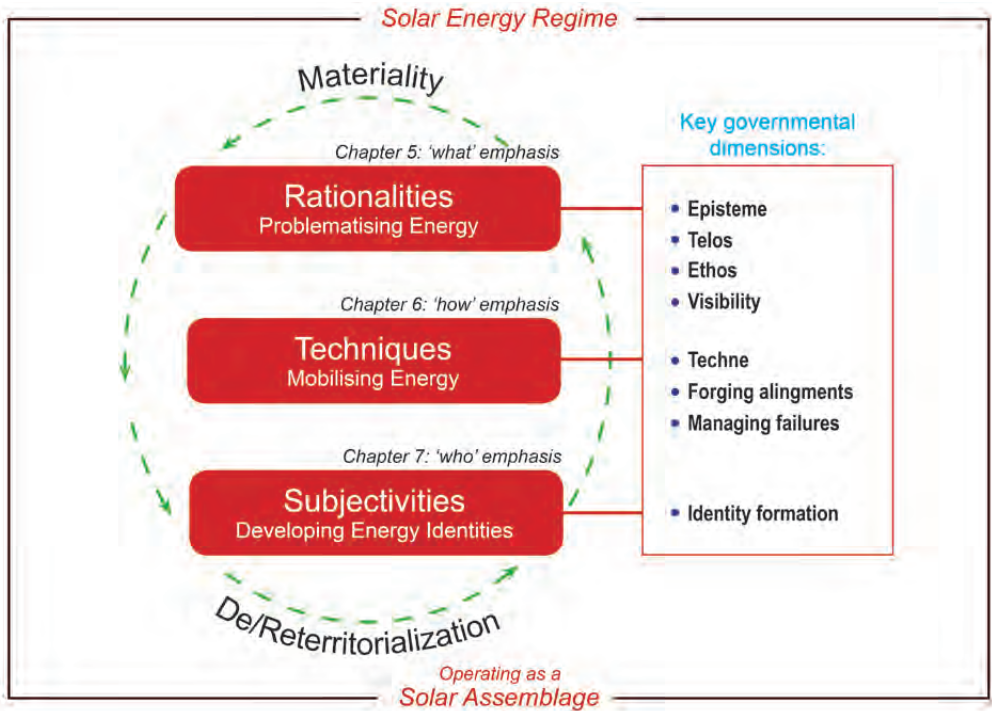 Solar Energy Regime
Materiality
Chapter 5: ‘what’ emphasis
Rationalities
Problematising Energy
Chapter 6: ‘how’ emphasis
Techniques
Mobilising Energy
Chapter 7: ‘who’ emphasis
Subjectivities
Developing Energy Identities
De/Reterritorialization
Key governmental
dimensions:
• Episteme
• Telos
• Ethos
• Visibility
• Techne
• Forging alingments
• Managing failures
• Identity formation
Operating as a
Solar Assemblage